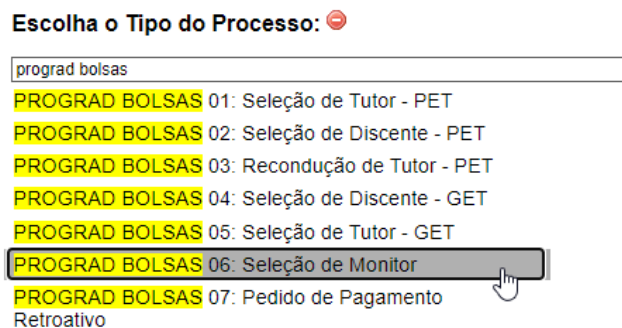 Escolha o Tipo do Processo:
prograd bolsas
PROGRAD BOLSAS 01: Seleção de Tutor - PET
PROGRAD BOLSAS 02: Seleção de Discente - PET
PROGRAD BOLSAS 03: Recondução de Tutor - PET
PROGRAD BOLSAS 04: Seleção de Discente - GET
PROGRAD BOLSAS 05: Seleção de Tutor - GET
PROGRAD BOLSAS 06: Seleção de Monitor
PROGRAD BOLSAS 07: Pedido de Pagamento
Retroativo